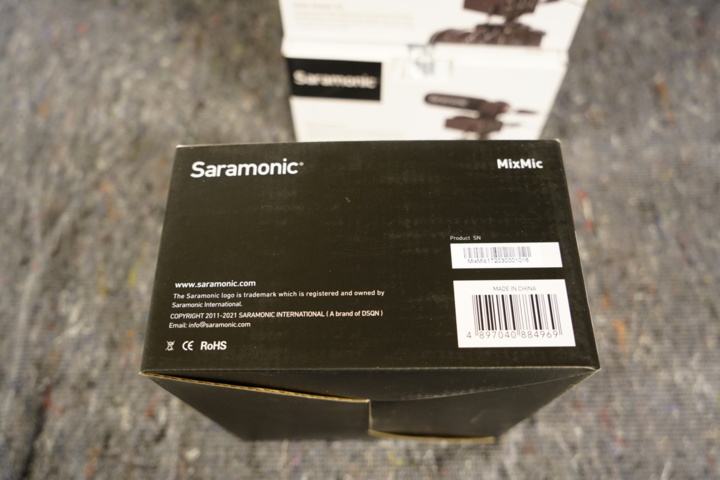 Saramonic
Saramonic®
MixMic
Product SN
www.saramonic.com
The Saramonic logo is trademark which is registered and owned by
Saramonic International.
COPYRIGHT 2011-2021 SARAMONIC INTERNATIONAL ( A brand of DSQN )
Email: info@saramonic.com
CE RoHS
MADE IN CHINA
4 897040 884969